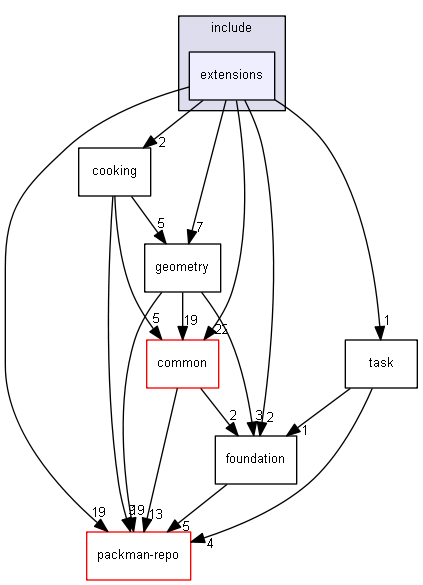 include
extensions
2
cooking
5
7
geometry
5
19
22
1
common
task
2
3
2
1
foundation
19
19
13
5
4
packman-repo